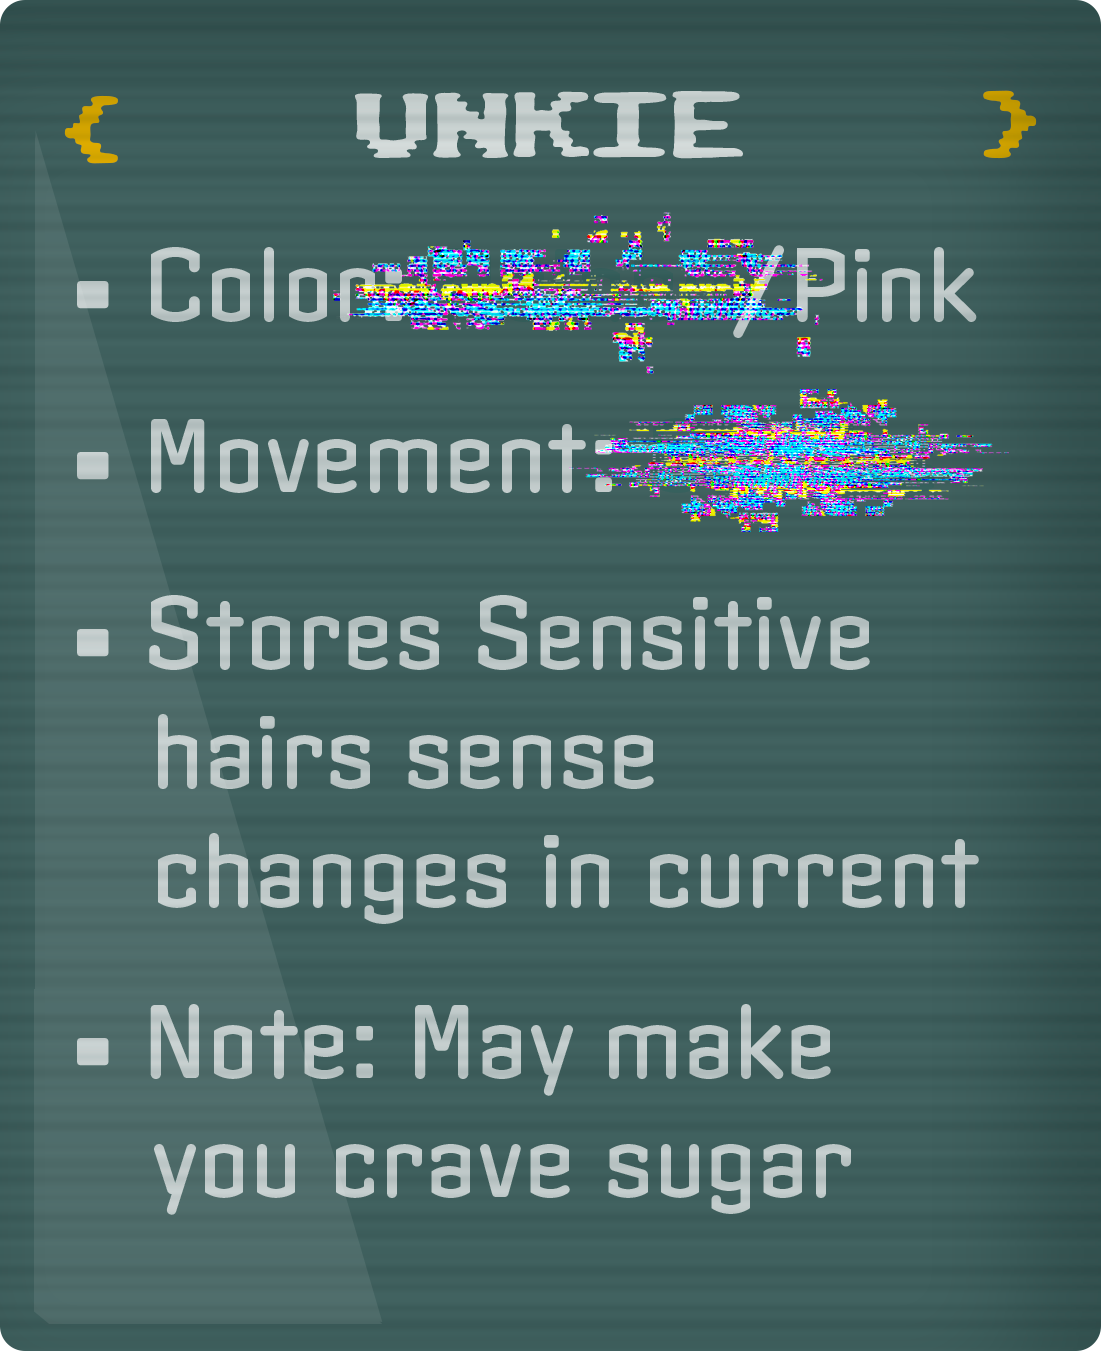 UNKIE
Color: /Pink
Movement:
Stores Sensitive
hairs sense
changes in current
Note: May make
you crave sugar